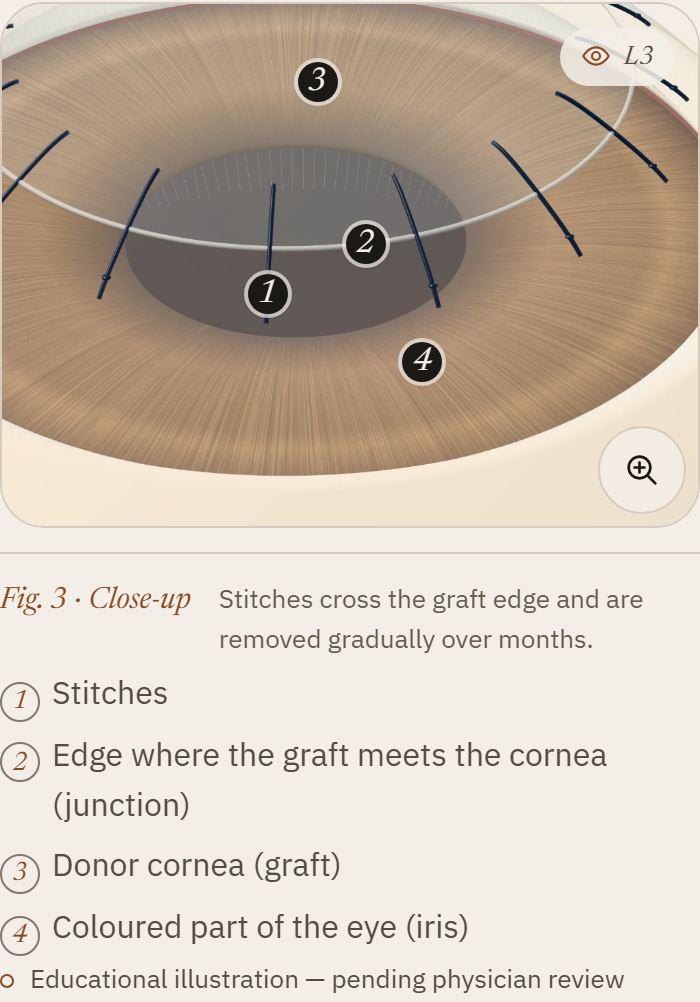 L3
3
2
1
4
Fig. 3 · Close-up
Stitches cross the graft edge and are
removed gradually over months.
1 Stitches
2 Edge where the graft meets the cornea
(junction)
3 Donor cornea (graft)
4 Coloured part of the eye (iris)
Educational illustration — pending physician review